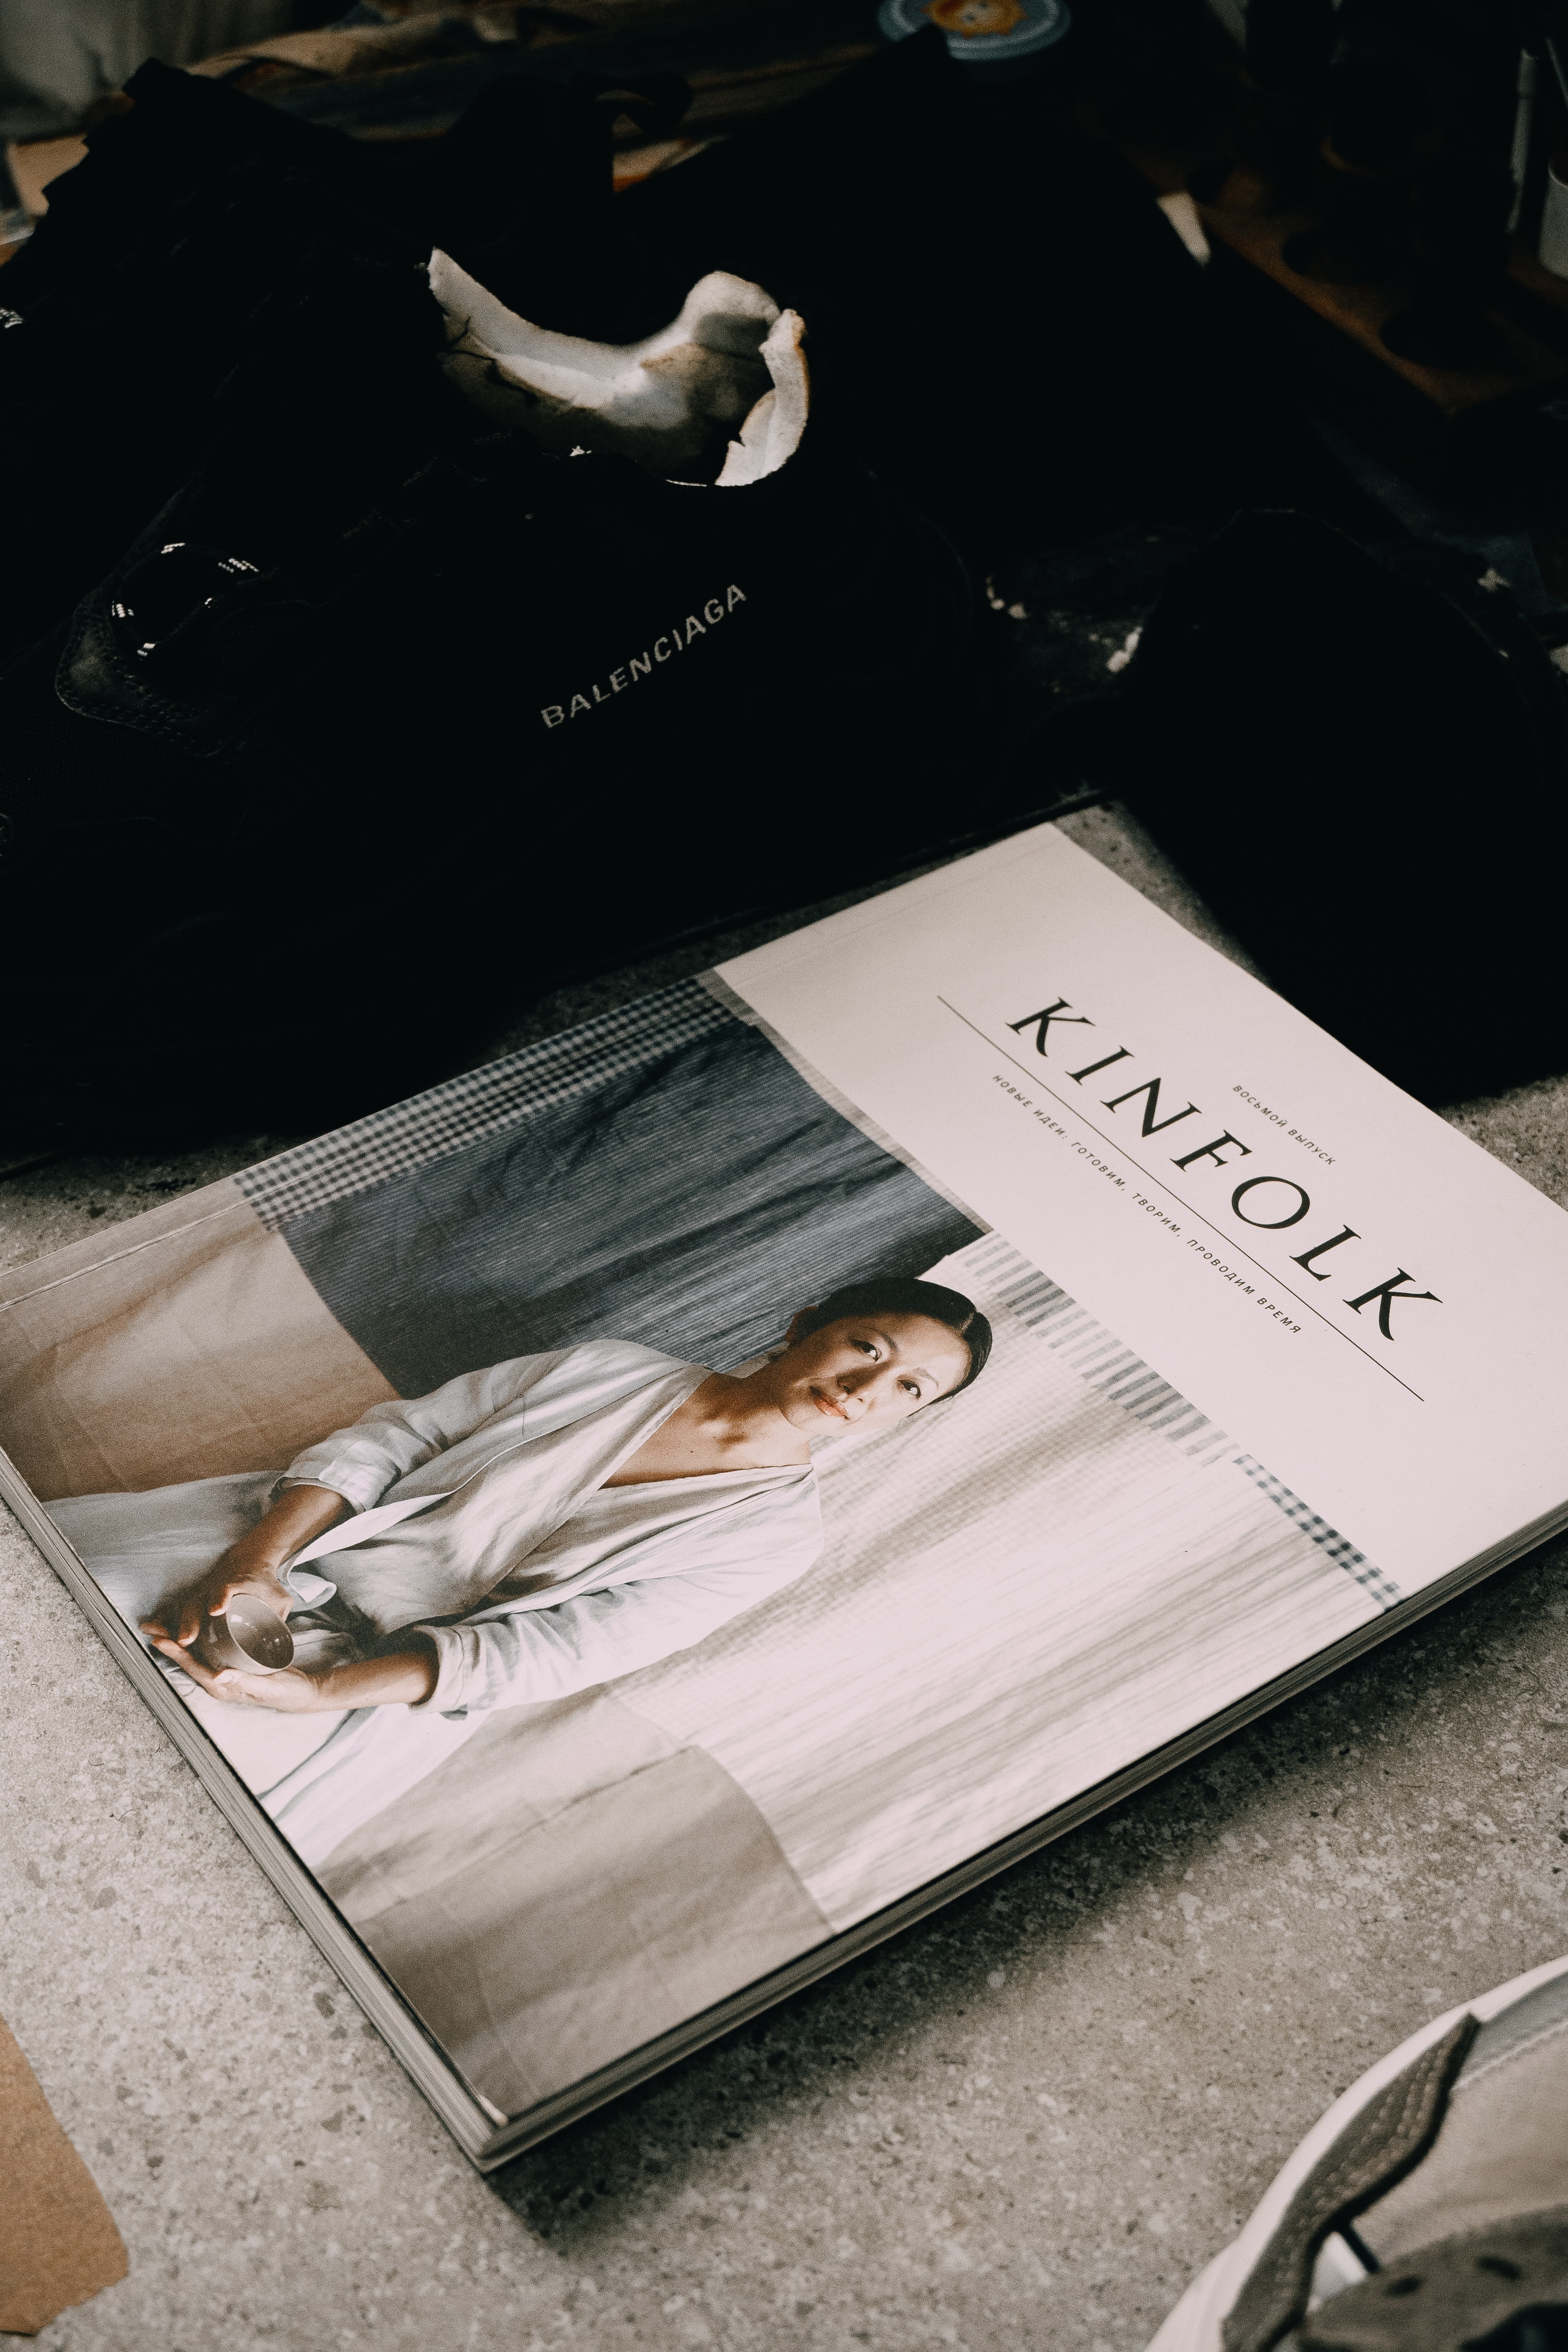 BALENCIAGA
ВОСЬМОЙ ВЫПУСК
KINFOLK
НОВЫЕ ИДЕИ: ГОТОВИМ, ТВОРИМ, ПРОВОДИМ ВРЕМЯ